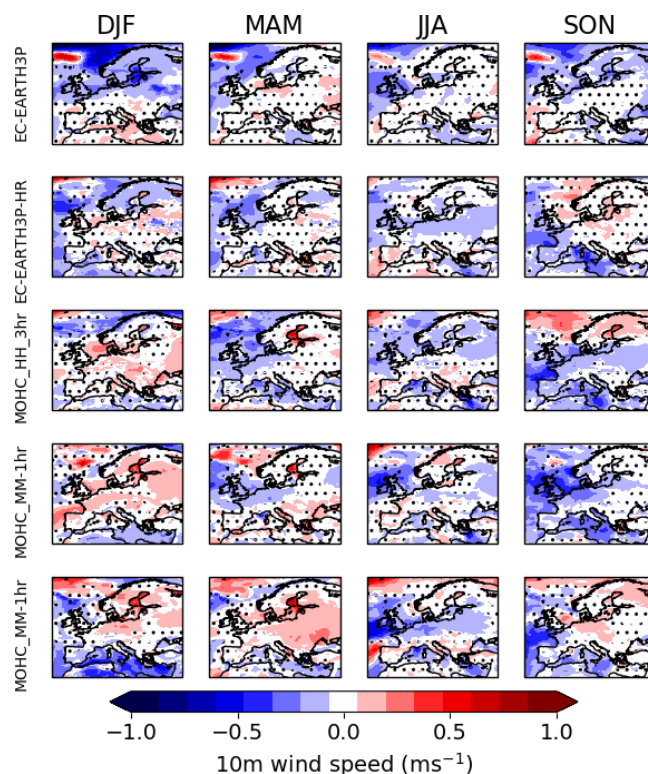 DJF MAM JJA SON
EC-EARTH3P
EC-EARTH3P-HR
MOHC_HH_3hr
MOHC_MM-1hr
MOHC_MM-1hr
−1.0 −0.5 0.0 0.5 1.0
10m wind speed (ms⁻¹)